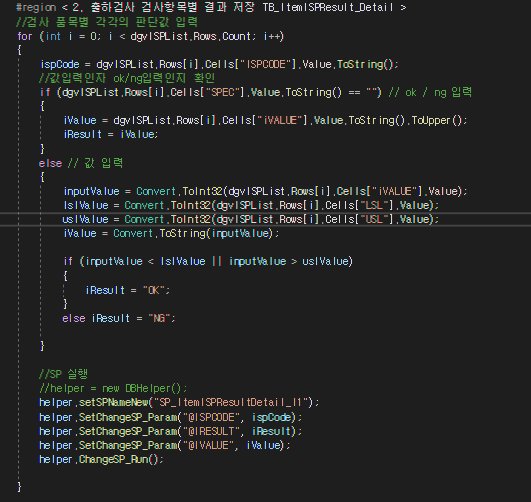 #region < 2. 출하검사 검사항목별 결과 저장 TB_ItemISPResult_Detail >
//검사 품목별 각각의 판단값 입력
for (int i = 0; i < dgvISPList.Rows.Count; i++)
{
ispCode = dgvISPList.Rows[i].Cells["ISPCODE"].Value.ToString();
//값입력인자 ok/ng입력인지 확인
if (dgvISPList.Rows[i].Cells["SPEC"].Value.ToString() == "") // ok / ng 입력
{
iValue = dgvISPList.Rows[i].Cells["iVALUE"].Value.ToString().ToUpper();
iResult = iValue;
}
else // 값 입력
{
inputValue = Convert.ToInt32(dgvISPList.Rows[i].Cells["iVALUE"].Value);
lslValue = Convert.ToInt32(dgvISPList.Rows[i].Cells["LSL"].Value);
uslValue = Convert.ToInt32(dgvISPList.Rows[i].Cells["USL"].Value);
iValue = Convert.ToString(inputValue);
if (inputValue < lslValue || inputValue > uslValue)
{
iResult = "OK";
}
else iResult = "NG";
}
//SP 실행
//helper = new DBHelper();
helper.setSPNameNew("SP_ItemISPResultDetail_I1");
helper.SetChangeSP_Param("@ISPCODE", ispCode);
helper.SetChangeSP_Param("@IRESULT", iResult);
helper.SetChangeSP_Param("@IVALUE", iValue);
helper.ChangeSP_Run();
}